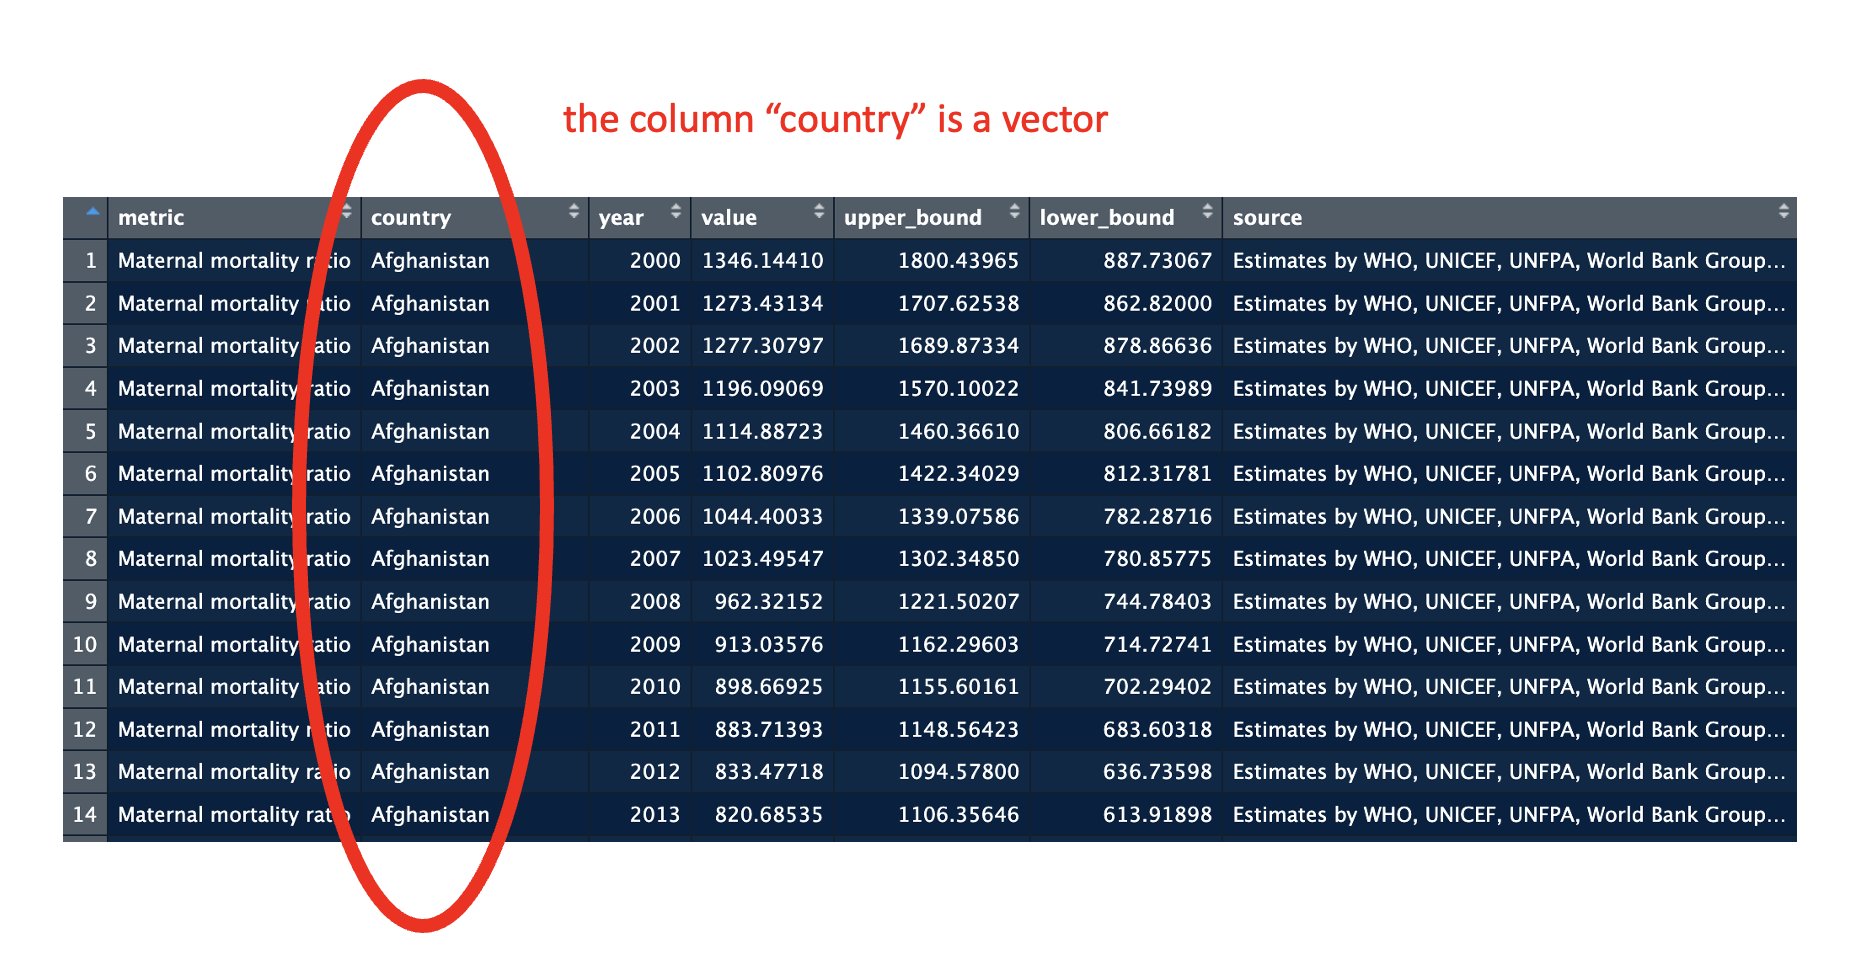 the column “country” is a vector
metric country year value upper_bound lower_bound source
1 Maternal mortality ratio Afghanistan 2000 1346.14410 1800.43965 887.73067 Estimates by WHO, UNICEF, UNFPA, World Bank Group...
2 Maternal mortality ratio Afghanistan 2001 1273.43134 1707.62538 862.82000 Estimates by WHO, UNICEF, UNFPA, World Bank Group...
3 Maternal mortality ratio Afghanistan 2002 1277.30797 1689.87334 878.86636 Estimates by WHO, UNICEF, UNFPA, World Bank Group...
4 Maternal mortality ratio Afghanistan 2003 1196.09069 1570.10022 841.73989 Estimates by WHO, UNICEF, UNFPA, World Bank Group...
5 Maternal mortality ratio Afghanistan 2004 1114.88723 1460.36610 806.66182 Estimates by WHO, UNICEF, UNFPA, World Bank Group...
6 Maternal mortality ratio Afghanistan 2005 1102.80976 1422.34029 812.31781 Estimates by WHO, UNICEF, UNFPA, World Bank Group...
7 Maternal mortality ratio Afghanistan 2006 1044.40033 1339.07586 782.28716 Estimates by WHO, UNICEF, UNFPA, World Bank Group...
8 Maternal mortality ratio Afghanistan 2007 1023.49547 1302.34850 780.85775 Estimates by WHO, UNICEF, UNFPA, World Bank Group...
9 Maternal mortality ratio Afghanistan 2008 962.32152 1221.50207 744.78403 Estimates by WHO, UNICEF, UNFPA, World Bank Group...
10 Maternal mortality ratio Afghanistan 2009 913.03576 1162.29603 714.72741 Estimates by WHO, UNICEF, UNFPA, World Bank Group...
11 Maternal mortality ratio Afghanistan 2010 898.66925 1155.60161 702.29402 Estimates by WHO, UNICEF, UNFPA, World Bank Group...
12 Maternal mortality ratio Afghanistan 2011 883.71393 1148.56423 683.60318 Estimates by WHO, UNICEF, UNFPA, World Bank Group...
13 Maternal mortality ratio Afghanistan 2012 833.47718 1094.57800 636.73598 Estimates by WHO, UNICEF, UNFPA, World Bank Group...
14 Maternal mortality ratio Afghanistan 2013 820.68535 1106.35646 613.91898 Estimates by WHO, UNICEF, UNFPA, World Bank Group...